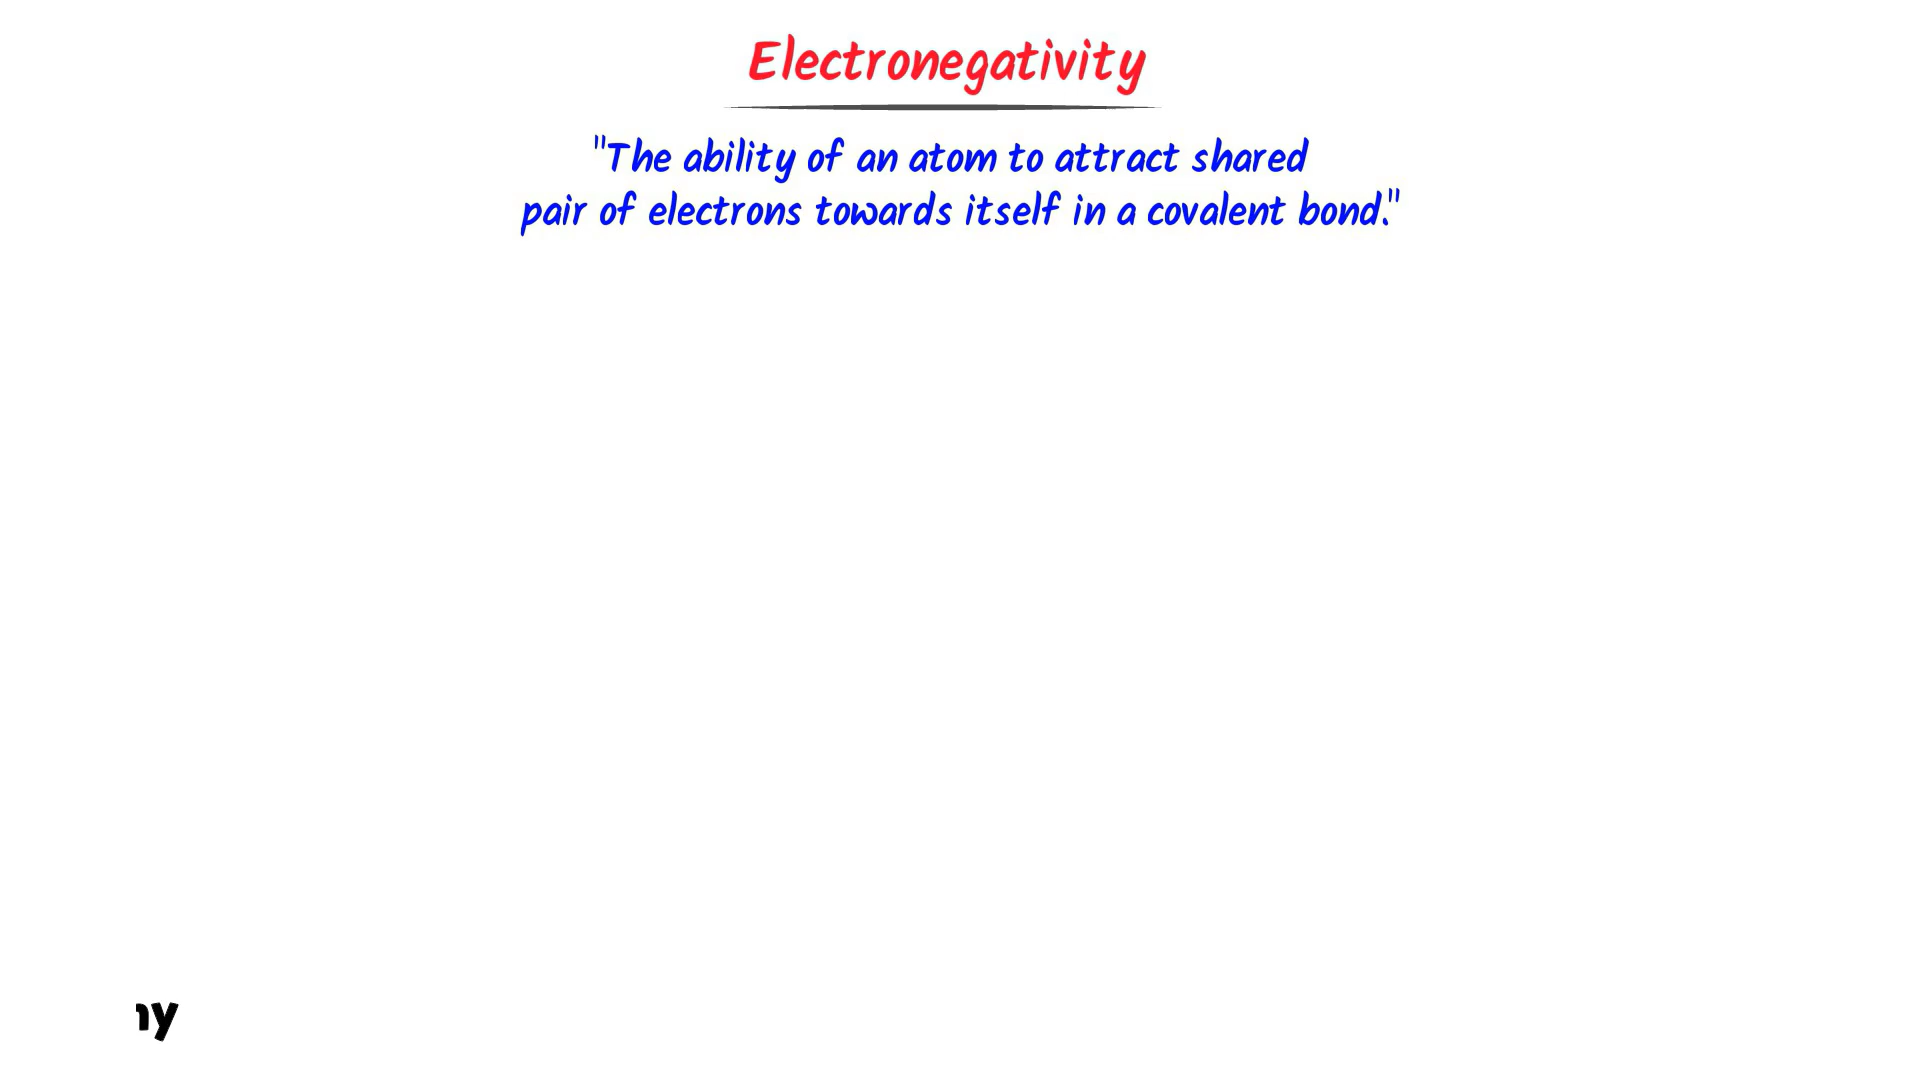 Electronegativity
"The ability of an atom to attract shared
pair of electrons towards itself in a covalent bond."